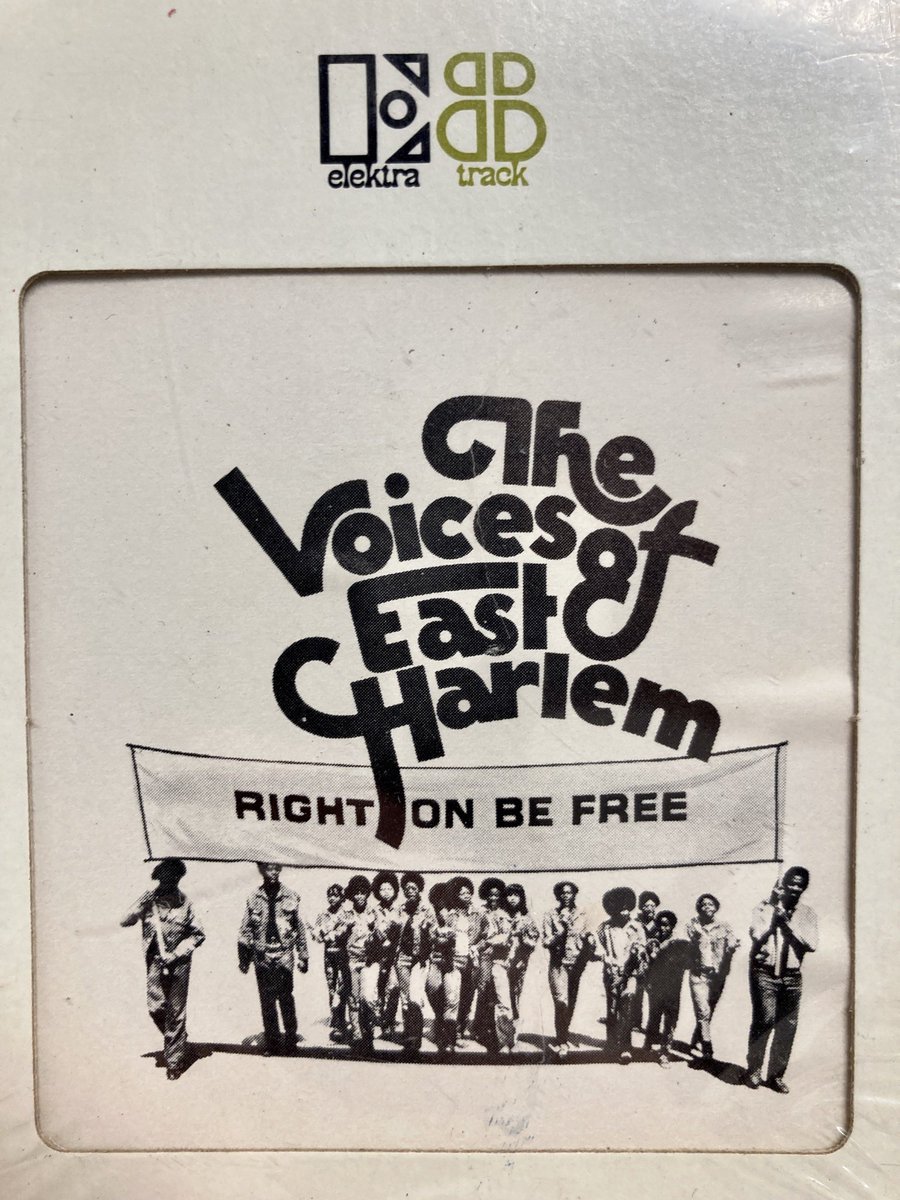 elektra track
The
Voices of
East
Harlem
RIGHT ON BE FREE